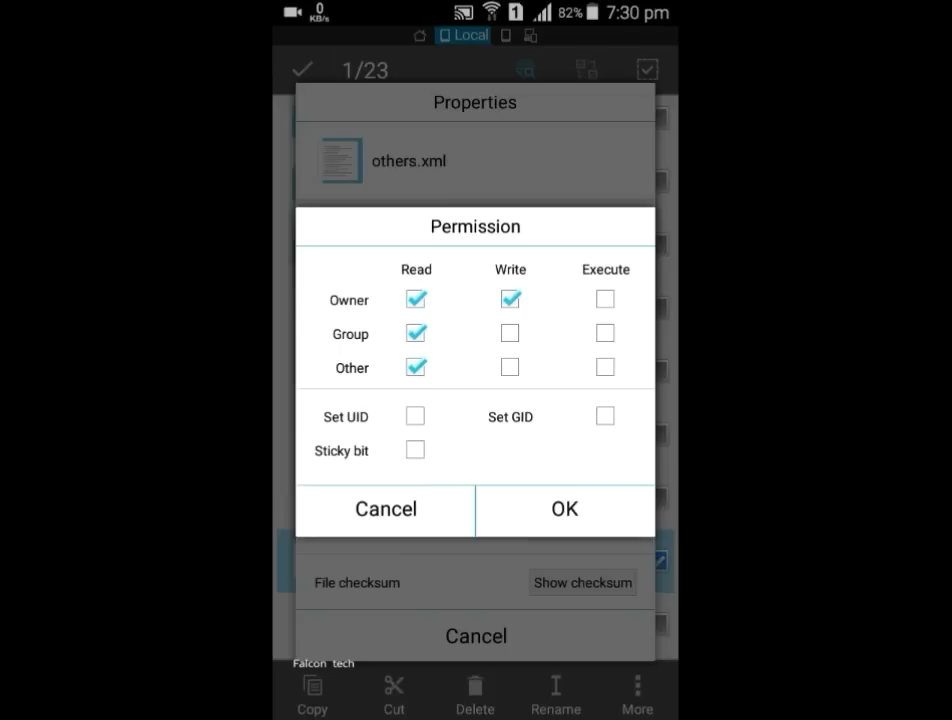 0
KB/s
1
82%
7:30 pm
Local
1/23
Properties
others.xml
Permission
Read Write Execute
Owner
Group
Other
Set UID Set GID
Sticky bit
Cancel OK
File checksum Show checksum
Cancel
Falcon tech
Copy Cut Delete Rename More